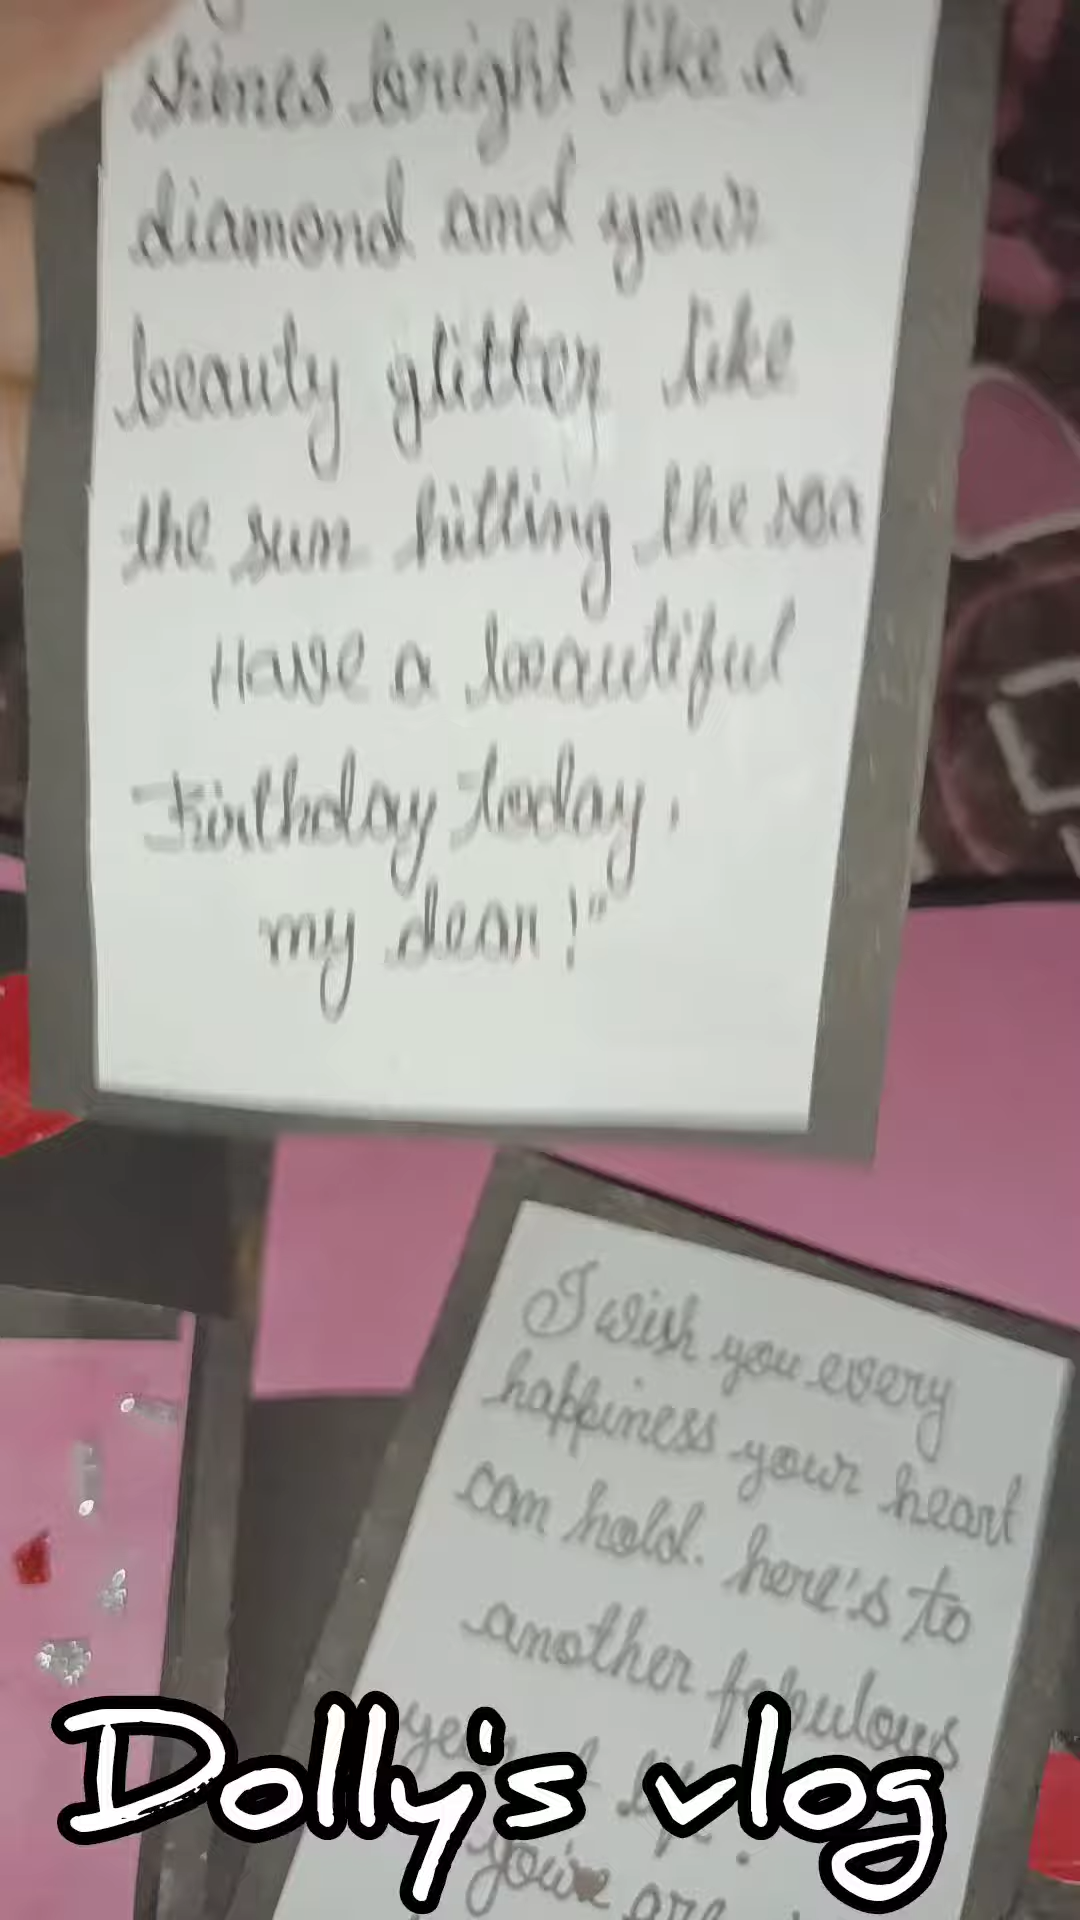 shines bright like a
diamond and your
beauty glitter like
the sun hitting the sea
Have a beautiful
Birthday today,
my dear!"
I wish you every
happiness your heart
can hold. here's to
another fabulous
Dolly's vlog
are